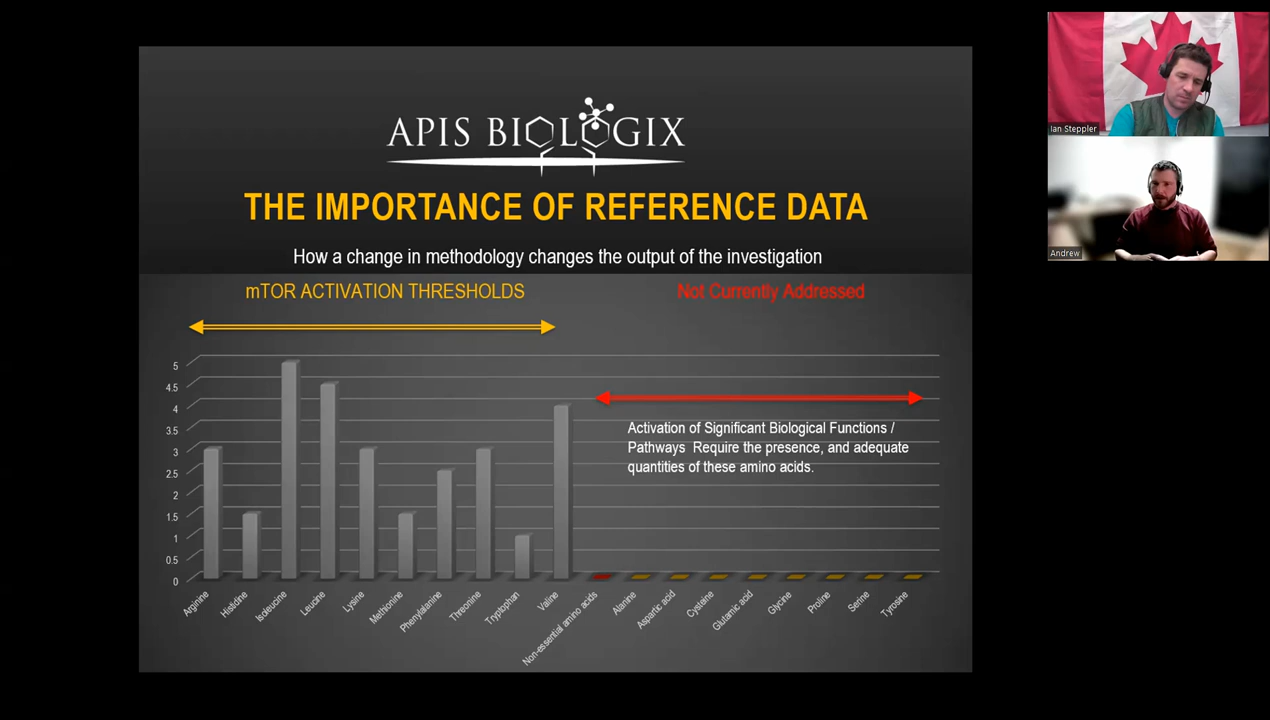 APIS BIOLOGIX
THE IMPORTANCE OF REFERENCE DATA
How a change in methodology changes the output of the investigation
mTOR ACTIVATION THRESHOLDS
Not Currently Addressed
5
4.5
4
3.5
3
2.5
2
1.5
1
0.5
0
Activation of Significant Biological Functions /
Pathways Require the presence, and adequate
quantities of these amino acids.
Arginine
Histidine
Isoleucine
Leucine
Lysine
Methionine
Phenylalanine
Threonine
Tryptophan
Valine
Non-essential amino acids
Alanine
Aspartic acid
Cysteine
Glutamic acid
Glycine
Proline
Serine
Tyrosine
Ian Steppler
Andrew